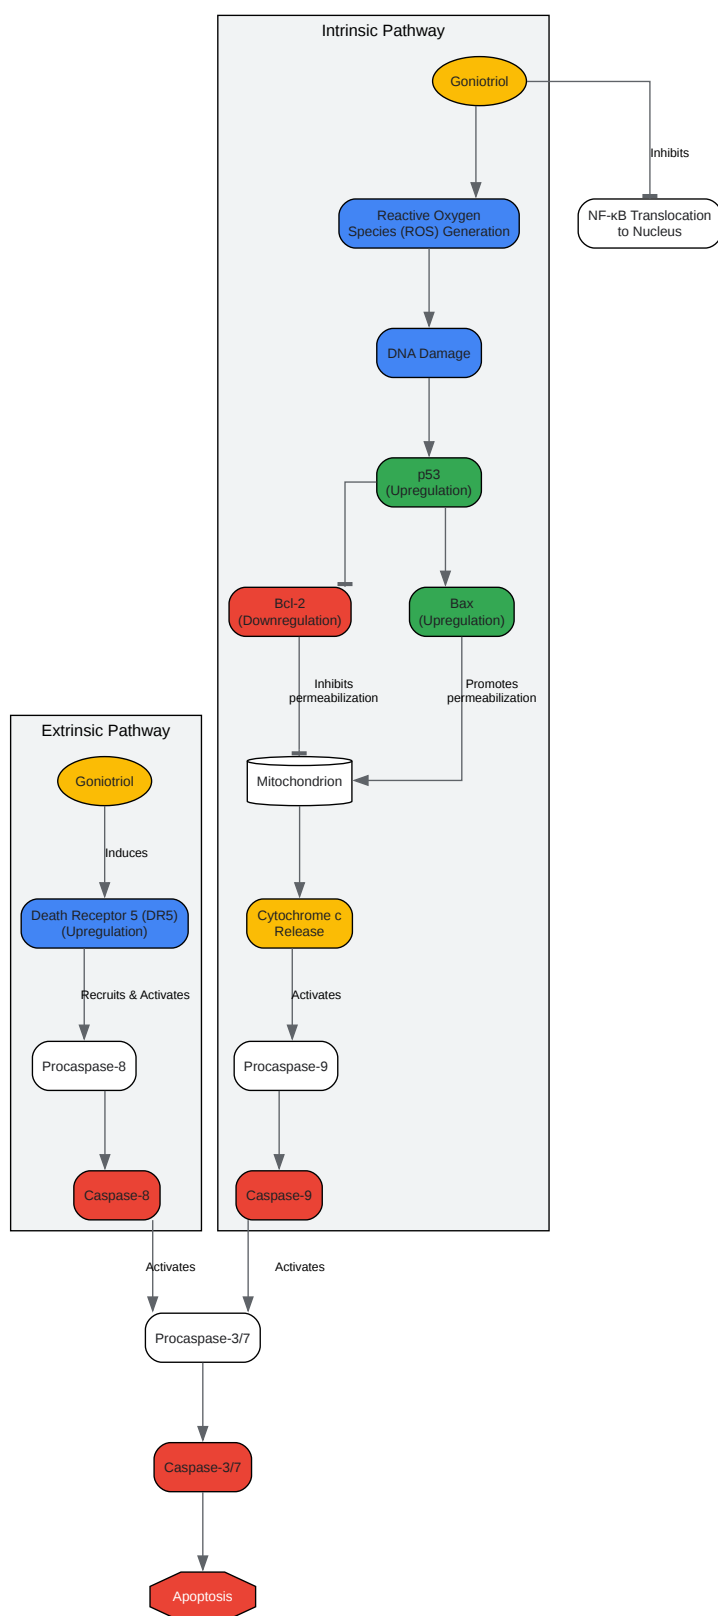 Intrinsic Pathway
Goniotriol
Inhibits
Reactive Oxygen
Species (ROS) Generation
NF-κB Translocation
to Nucleus
DNA Damage
p53
(Upregulation)
Bcl-2
(Downregulation)
Bax
(Upregulation)
Inhibits
permeabilization
Promotes
permeabilization
Mitochondrion
Cytochrome c
Release
Activates
Procaspase-9
Caspase-9
Extrinsic Pathway
Goniotriol
Induces
Death Receptor 5 (DR5)
(Upregulation)
Recruits & Activates
Procaspase-8
Caspase-8
Activates
Activates
Procaspase-3/7
Caspase-3/7
Apoptosis